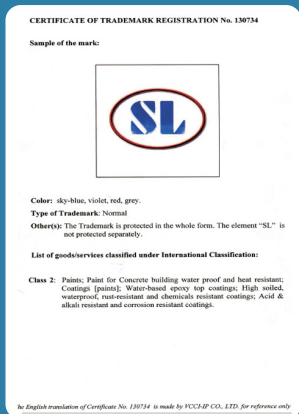 CERTIFICATE OF TRADEMARK REGISTRATION No. 130734
Sample of the mark:
SL
Color: sky-blue, violet, red, grey.
Type of Trademark: Normal
Other(s): The Trademark is protected in the whole form. The element “SL” is
not protected separately.
List of goods/services classified under International Classification:
Class 2: Paints; Paint for Concrete building water proof and heat resistant;
Coatings [paints]; Water-based epoxy top coatings; High soiled,
waterproof, rust-resistant and chemicals resistant coatings; Acid &
alkali resistant and corrosion resistant coatings.
he English translation of Certificate No. 130734 is made by VCCI-IP CO., LTD. for reference only